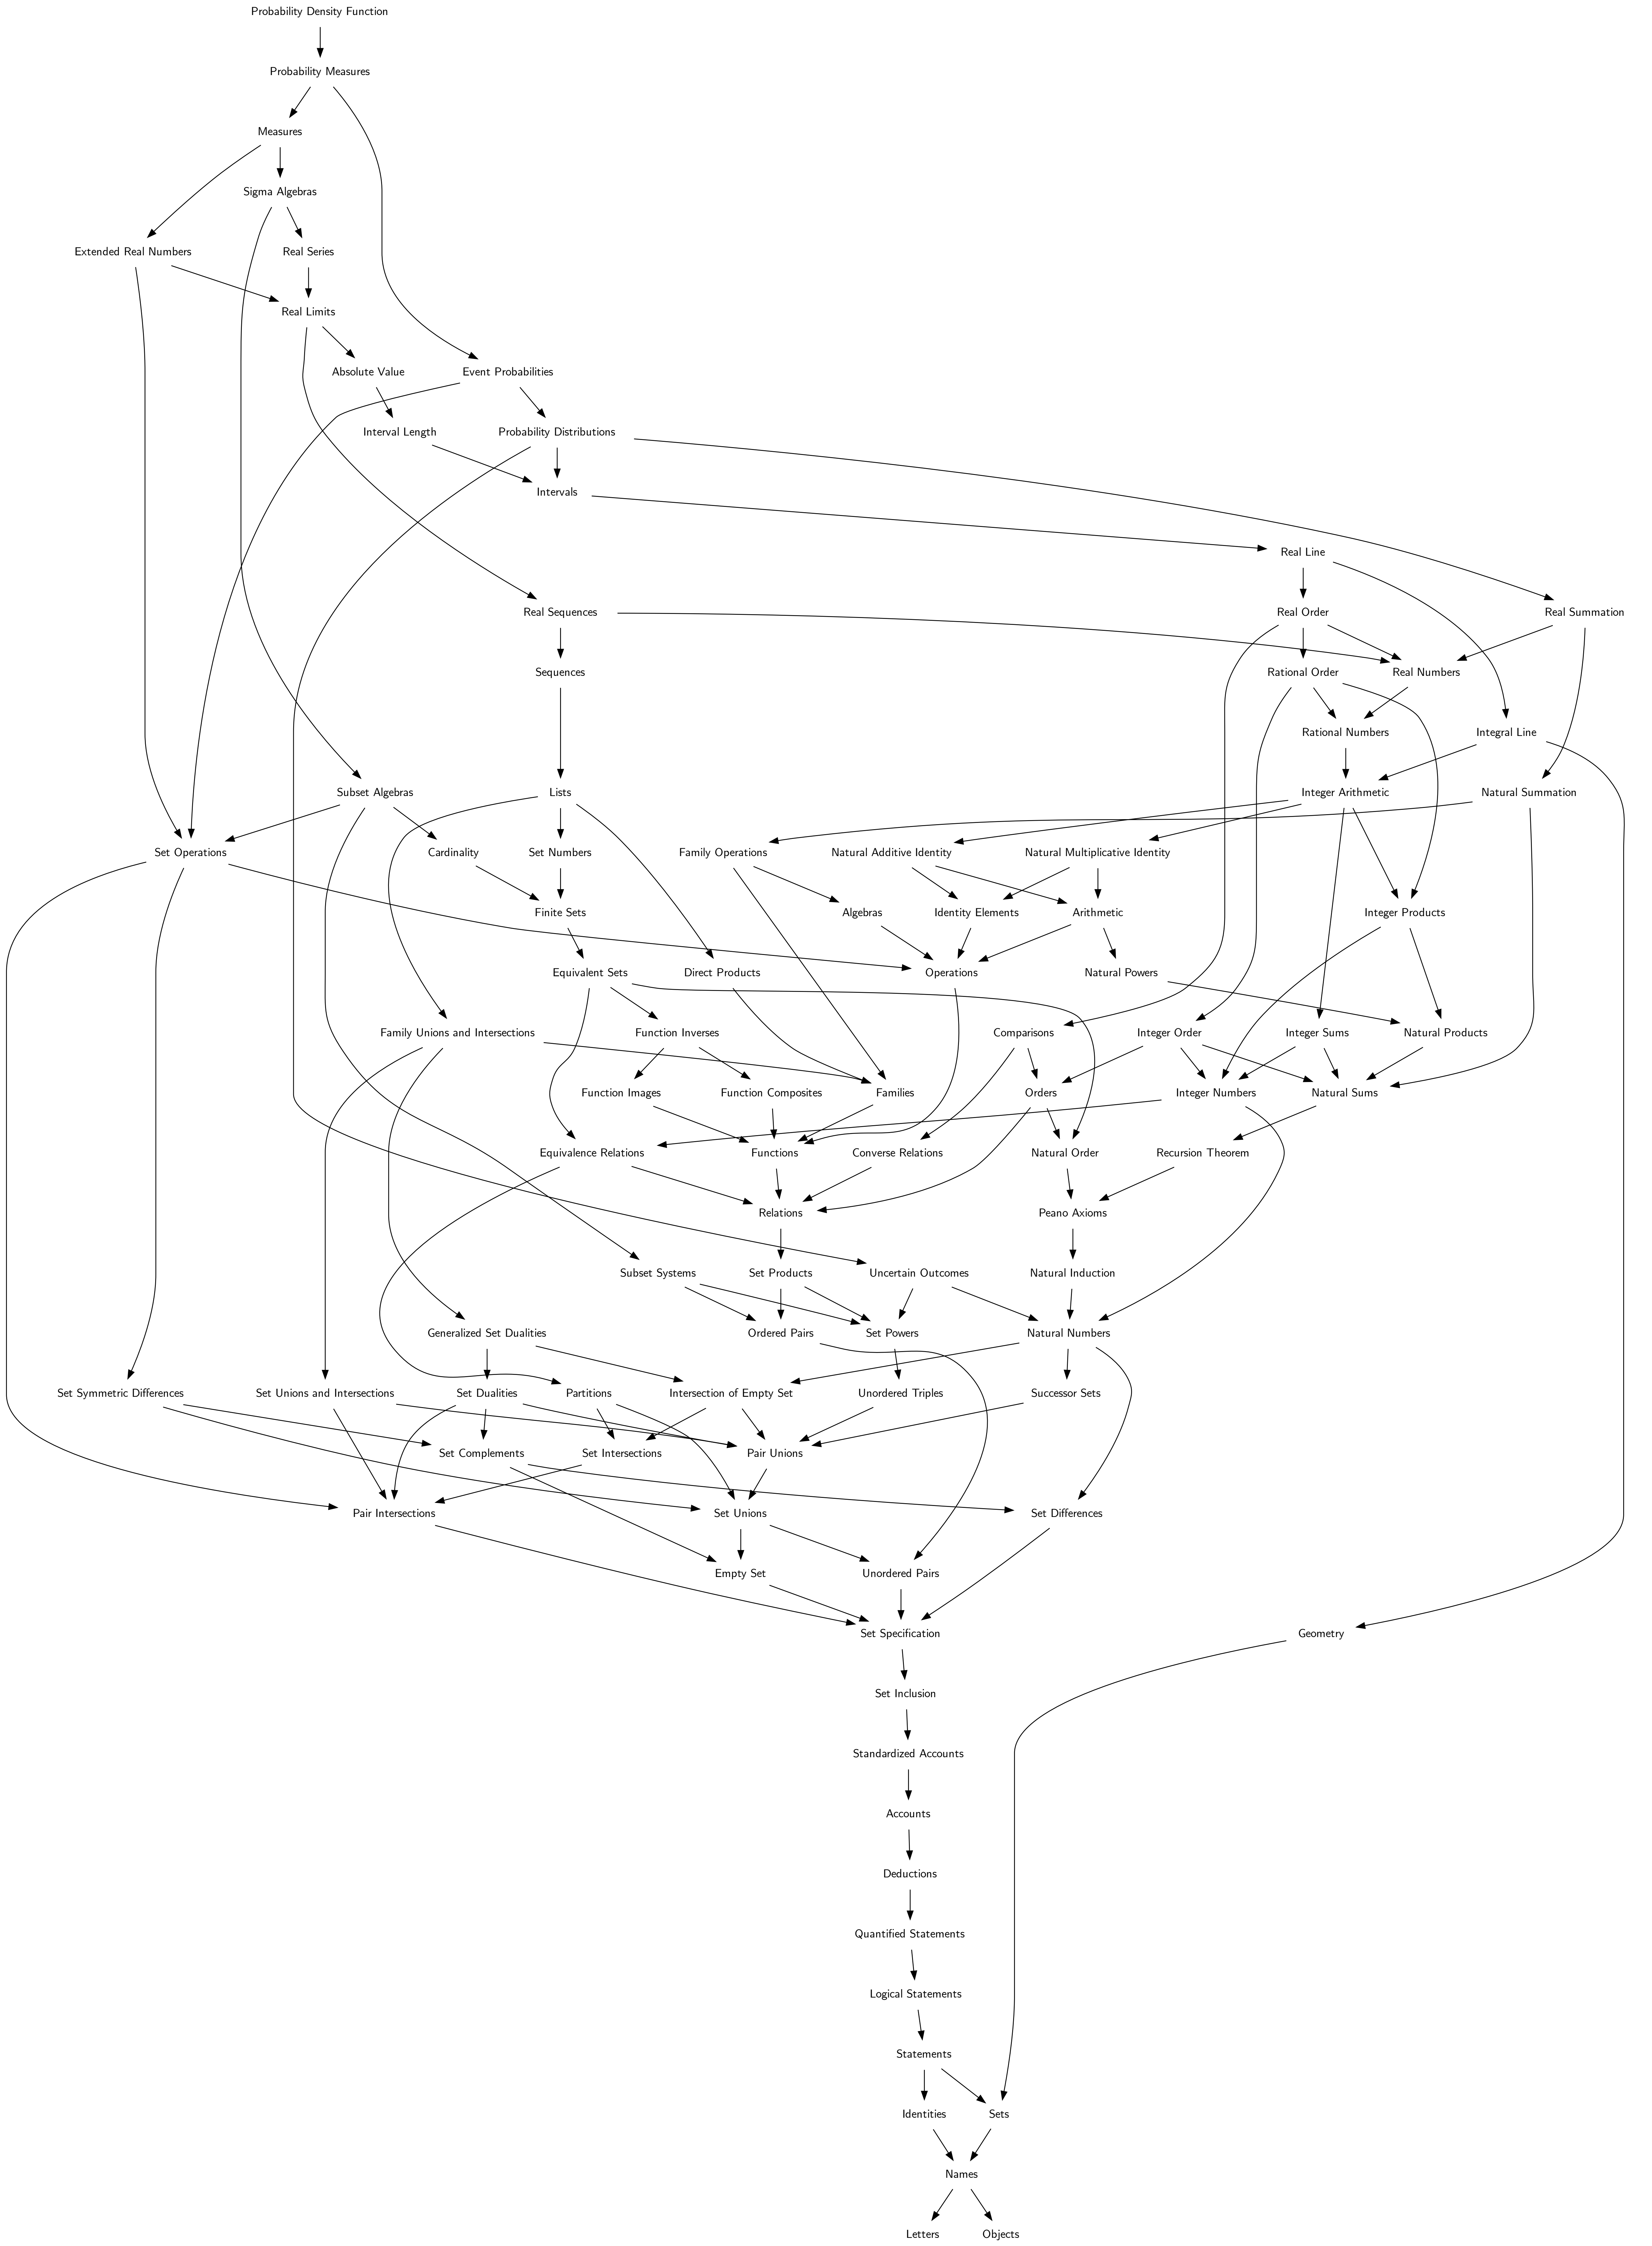 Probability Density Function
Probability Measures
Measures
Sigma Algebras
Extended Real Numbers
Real Series
Real Limits
Absolute Value
Event Probabilities
Interval Length
Probability Distributions
Intervals
Real Line
Real Sequences
Real Order
Real Summation
Sequences
Rational Order
Real Numbers
Rational Numbers
Integral Line
Subset Algebras
Lists
Integer Arithmetic
Natural Summation
Set Operations
Cardinality
Set Numbers
Family Operations
Natural Additive Identity
Natural Multiplicative Identity
Finite Sets
Algebras
Identity Elements
Arithmetic
Integer Products
Equivalent Sets
Direct Products
Operations
Natural Powers
Family Unions and Intersections
Function Inverses
Comparisons
Integer Order
Integer Sums
Natural Products
Function Images
Function Composites
Families
Orders
Integer Numbers
Natural Sums
Equivalence Relations
Functions
Converse Relations
Natural Order
Recursion Theorem
Relations
Peano Axioms
Subset Systems
Set Products
Uncertain Outcomes
Natural Induction
Generalized Set Dualities
Ordered Pairs
Set Powers
Natural Numbers
Set Symmetric Differences
Set Unions and Intersections
Set Dualities
Partitions
Intersection of Empty Set
Unordered Triples
Successor Sets
Set Complements
Set Intersections
Pair Unions
Pair Intersections
Set Unions
Set Differences
Empty Set
Unordered Pairs
Set Specification
Geometry
Set Inclusion
Standardized Accounts
Accounts
Deductions
Quantified Statements
Logical Statements
Statements
Identities
Sets
Names
Letters
Objects